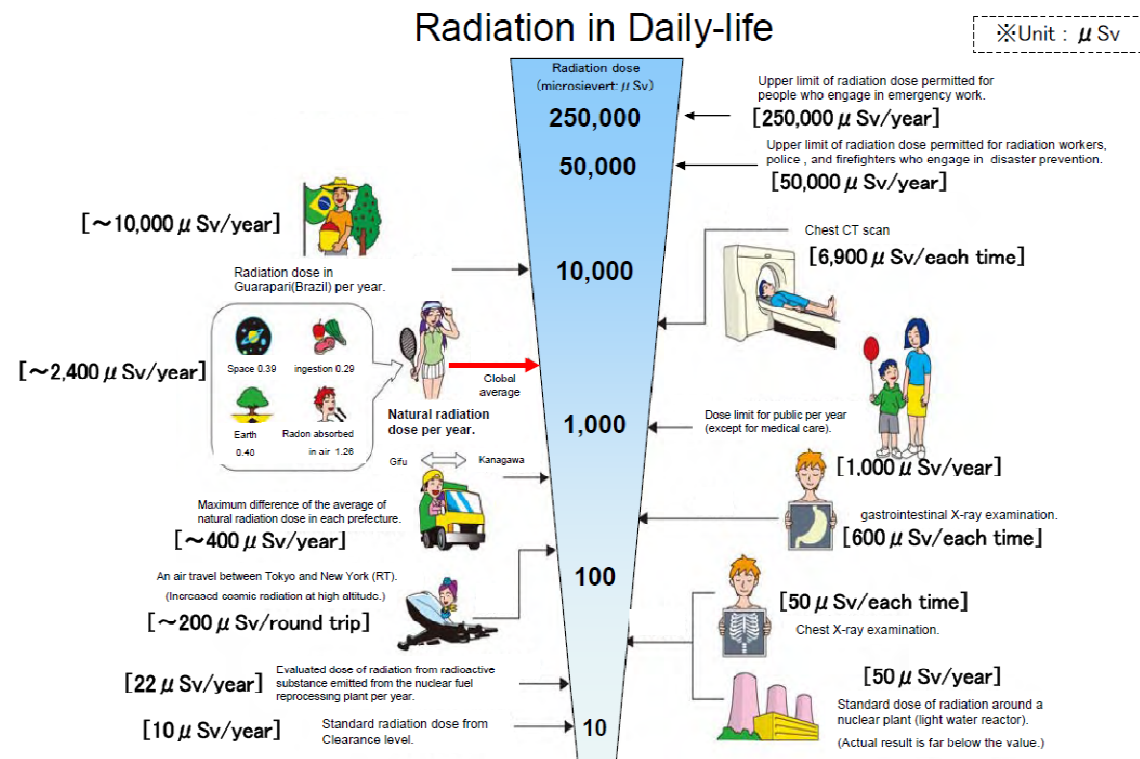 Radiation in Daily-life
※Unit : μ Sv
Radiation dose
(microsievert: μ Sv)
250,000
50,000
10,000
1,000
100
10
Upper limit of radiation dose permitted for
people who engage in emergency work.
[250,000 μ Sv/year]
Upper limit of radiation dose permitted for radiation workers,
police , and firefighters who engage in disaster prevention.
[50,000 μ Sv/year]
[~10,000 μ Sv/year]
Radiation dose in
Guarapari(Brazil) per year.
Chest CT scan
[6,900 μ Sv/each time]
[~2,400 μ Sv/year]
Space 0.39
ingestion 0.29
Earth
0.40
Radon absorbed
in air 1.26
Global
average
Natural radiation
dose per year.
Dose limit for public per year
(except for medical care).
[1,000 μ Sv/year]
Gifu
Kanagawa
Maximum difference of the average of
natural radiation dose in each prefecture.
[~400 μ Sv/year]
gastrointestinal X-ray examination.
[600 μ Sv/each time]
An air travel between Tokyo and New York (RT).
(Increased cosmic radiation at high altitude.)
[~200 μ Sv/round trip]
[50 μ Sv/each time]
Chest X-ray examination.
[22 μ Sv/year]
Evaluated dose of radiation from radioactive
substance emitted from the nuclear fuel
reprocessing plant per year.
[50 μ Sv/year]
Standard dose of radiation around a
nuclear plant (light water reactor).
(Actual result is far below the value.)
[10 μ Sv/year]
Standard radiation dose from
Clearance level.